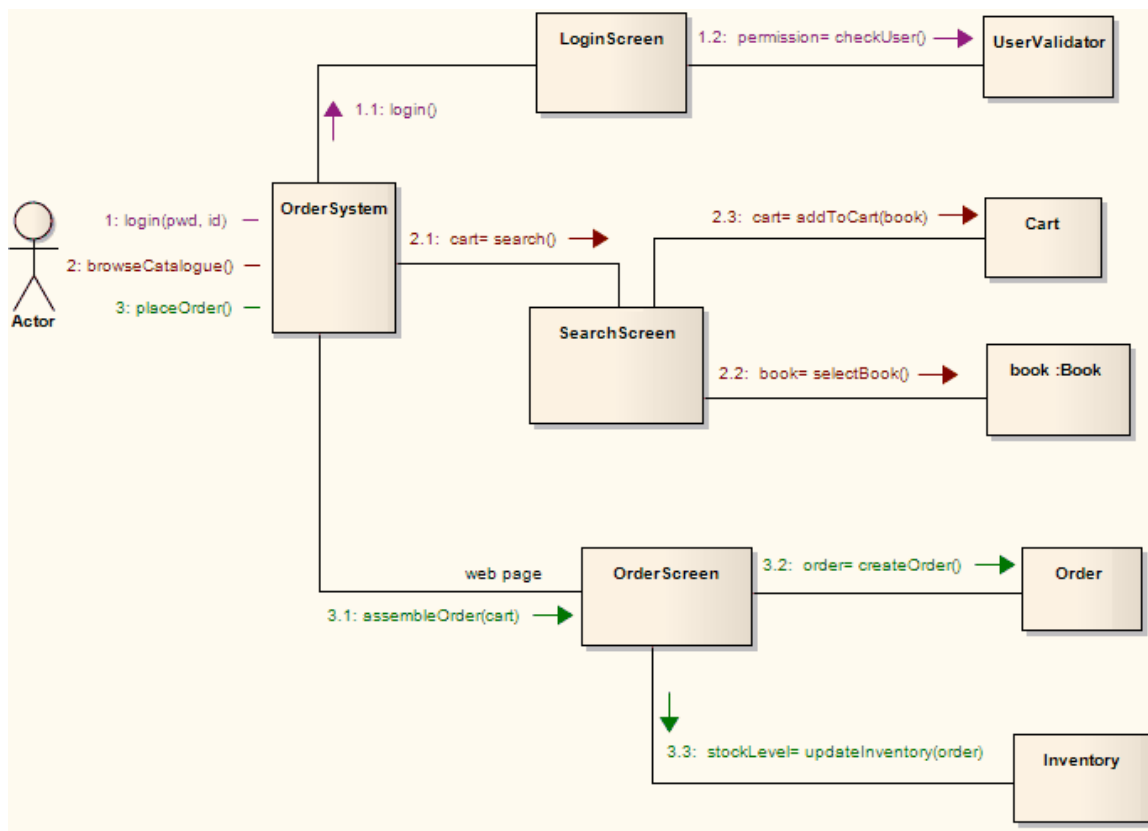 LoginScreen
1.2: permission= checkUser()
UserValidator
1.1: login()
OrderSystem
1: login(pwd, id)
2: browseCatalogue()
3: placeOrder()
Actor
2.1: cart= search()
2.3: cart= addToCart(book)
Cart
SearchScreen
2.2: book= selectBook()
book :Book
web page
3.1: assembleOrder(cart)
OrderScreen
3.2: order= createOrder()
Order
3.3: stockLevel= updateInventory(order)
Inventory